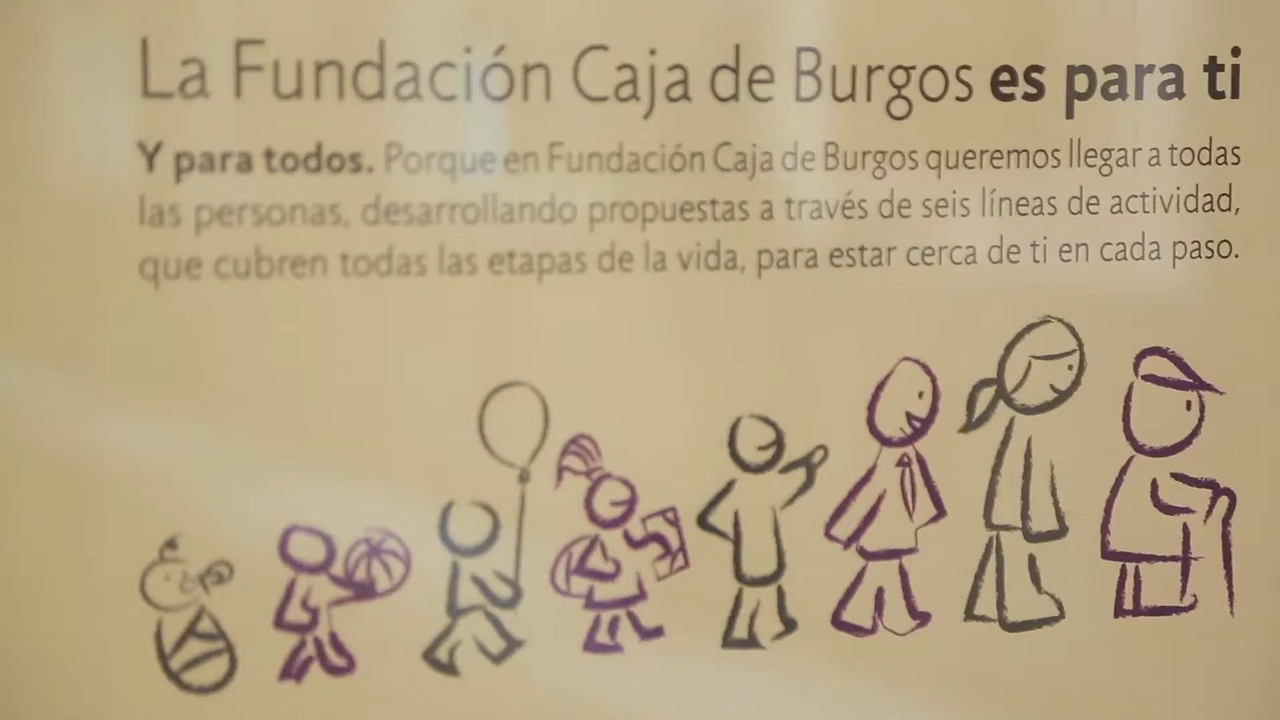 La Fundación Caja de Burgos es para ti
Y para todos. Porque en Fundación Caja de Burgos queremos llegar a todas
las personas, desarrollando propuestas a través de seis líneas de actividad,
que cubren todas las etapas de la vida, para estar cerca de ti en cada paso.